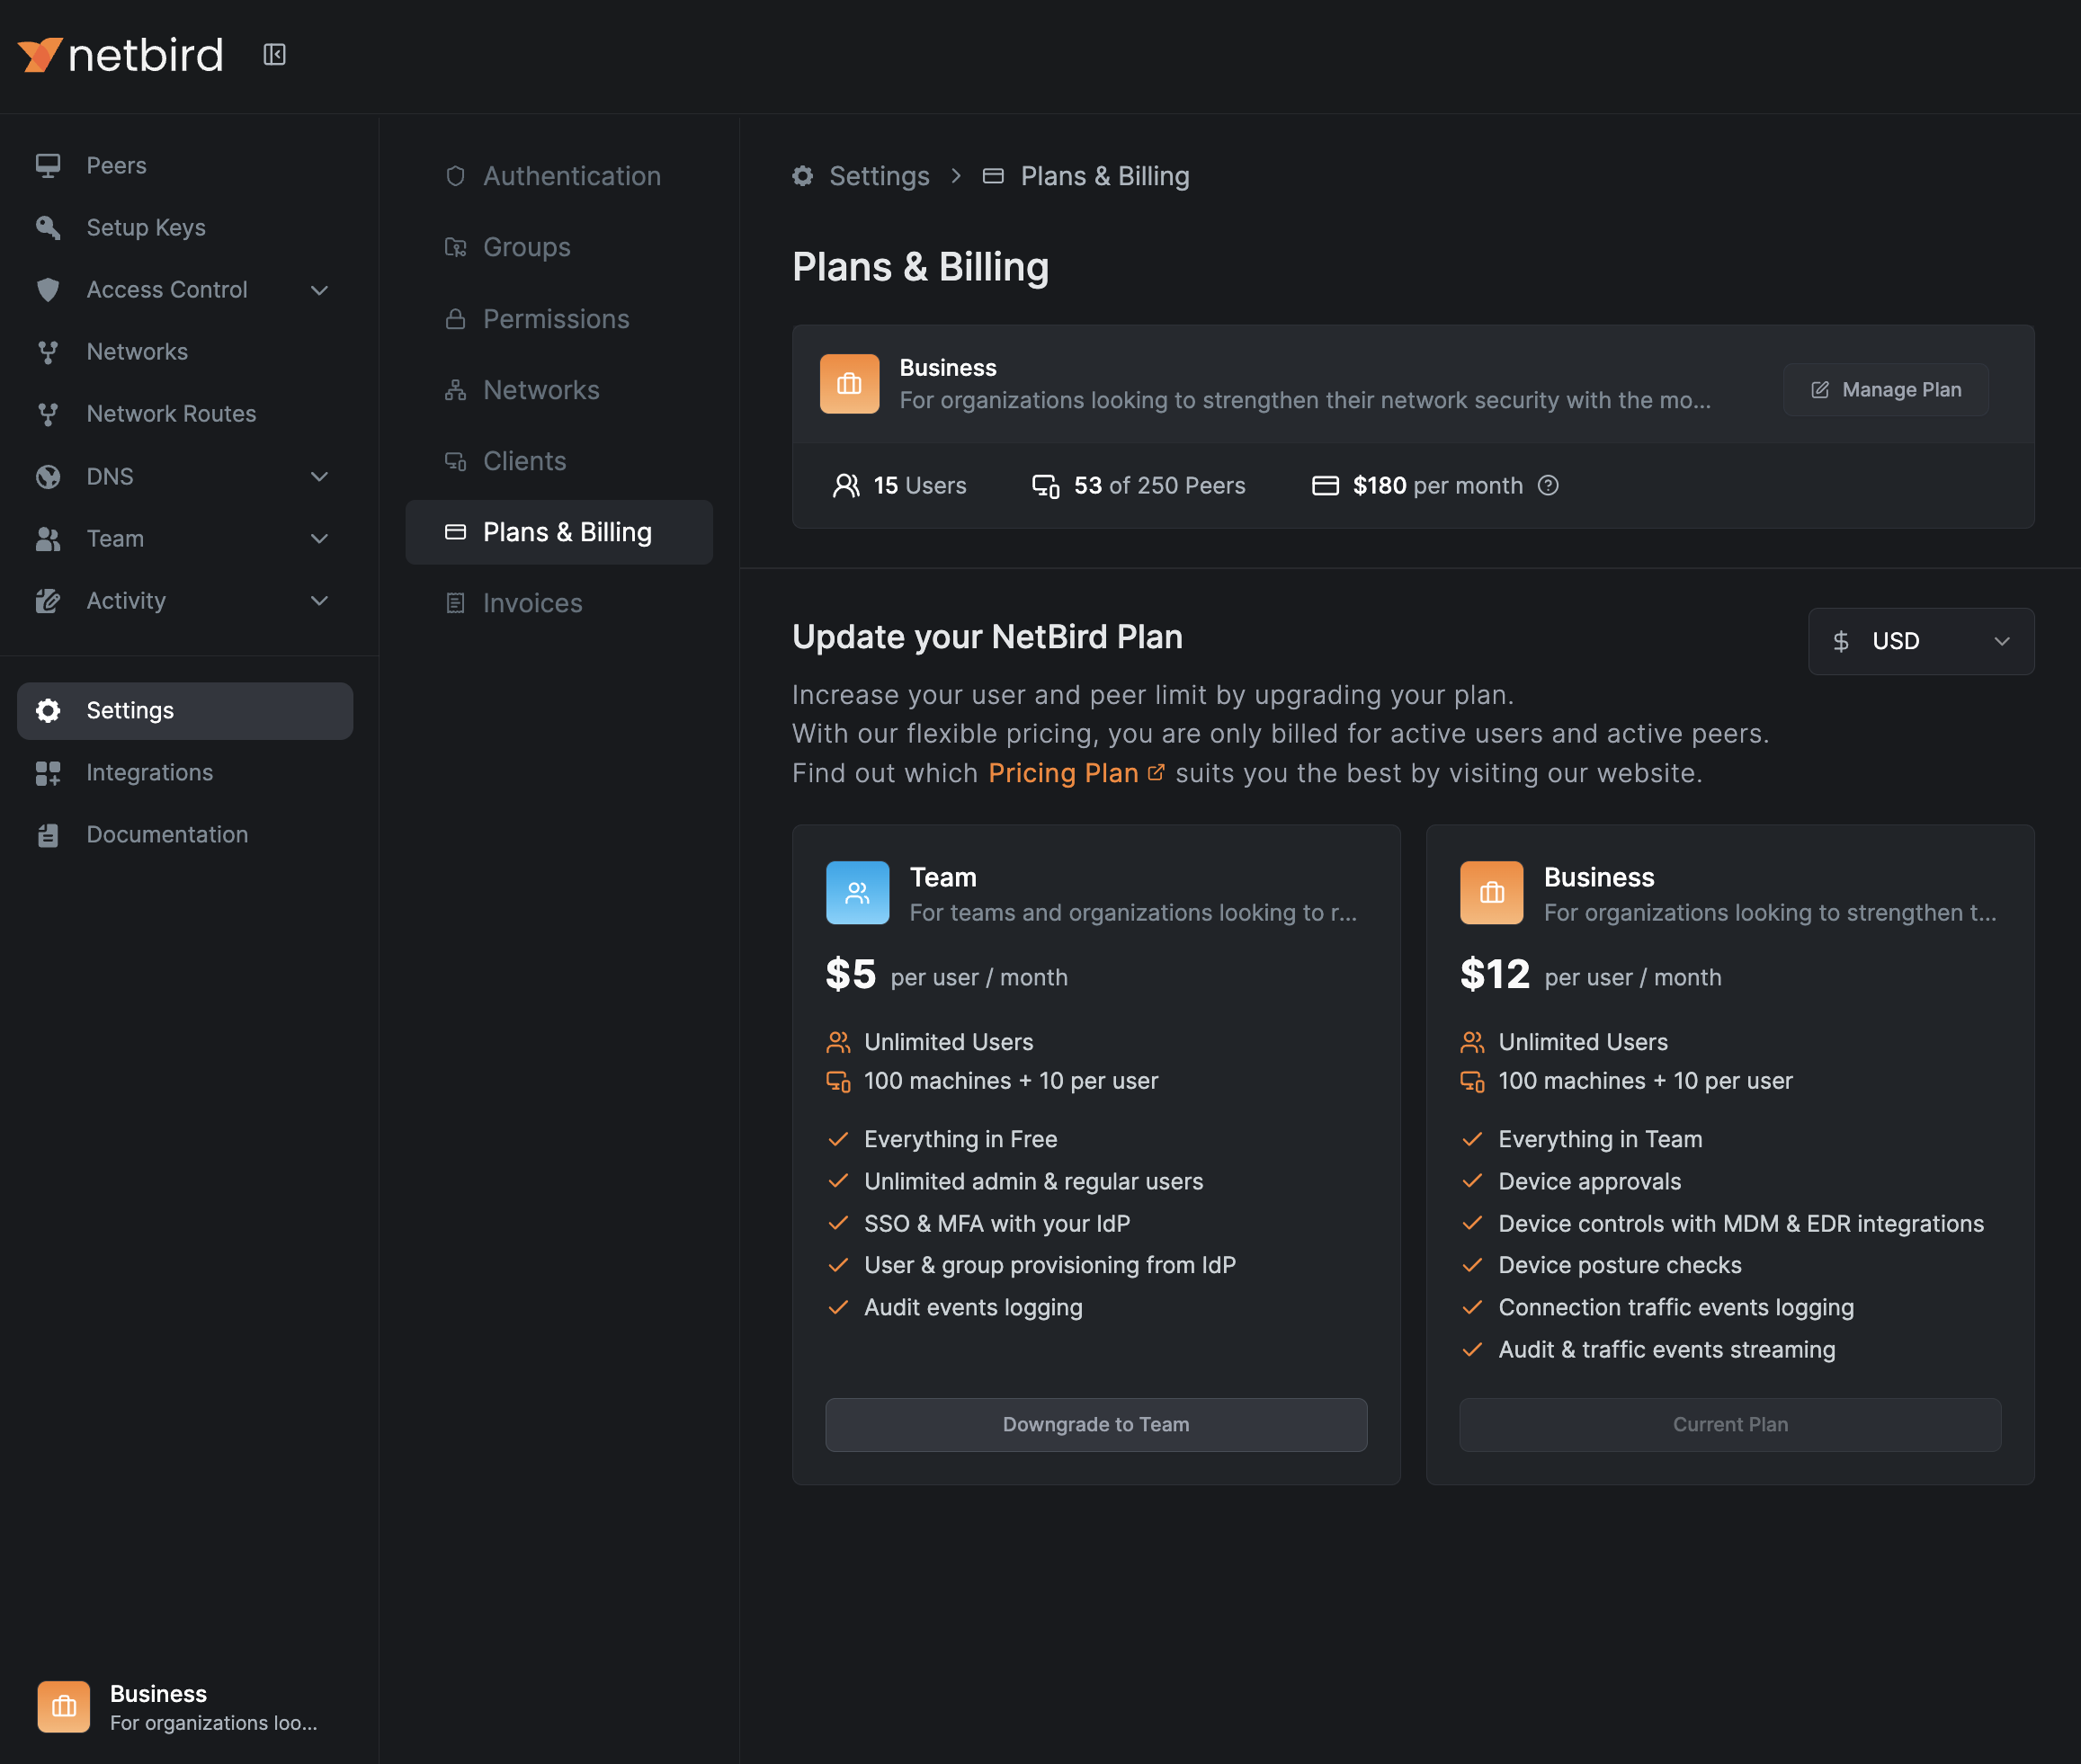 netbird
Peers
Setup Keys
Access Control
Networks
Network Routes
DNS
Team
Activity
Settings
Integrations
Documentation
Business
For organizations loo...
Authentication
Groups
Permissions
Networks
Clients
Plans & Billing
Invoices
Settings > Plans & Billing
Plans & Billing
Business
For organizations looking to strengthen their network security with the mo...
Manage Plan
15 Users
53 of 250 Peers
$180 per month
Update your NetBird Plan
$ USD
Increase your user and peer limit by upgrading your plan.
With our flexible pricing, you are only billed for active users and active peers.
Find out which Pricing Plan suits you the best by visiting our website.
Team
For teams and organizations looking to r...
$5 per user / month
Unlimited Users
100 machines + 10 per user
Everything in Free
Unlimited admin & regular users
SSO & MFA with your IdP
User & group provisioning from IdP
Audit events logging
Downgrade to Team
Business
For organizations looking to strengthen t...
$12 per user / month
Unlimited Users
100 machines + 10 per user
Everything in Team
Device approvals
Device controls with MDM & EDR integrations
Device posture checks
Connection traffic events logging
Audit & traffic events streaming
Current Plan